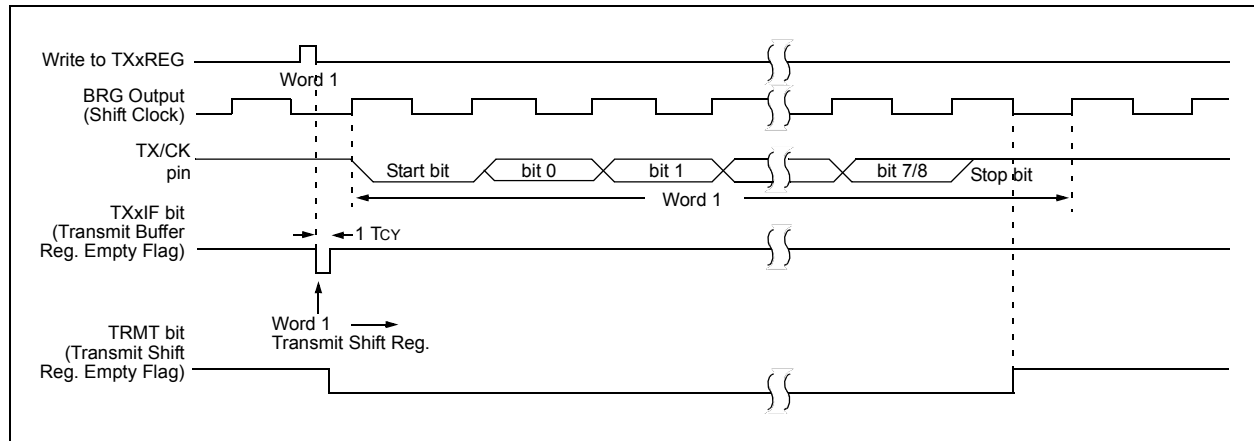 Write to TXxREG
Word 1
BRG Output
(Shift Clock)
TX/CK
pin
Start bit
bit 0
bit 1
bit 7/8
Stop bit
Word 1
TXxIF bit
(Transmit Buffer
Reg. Empty Flag)
1 TCY
Word 1
Transmit Shift Reg.
TRMT bit
(Transmit Shift
Reg. Empty Flag)